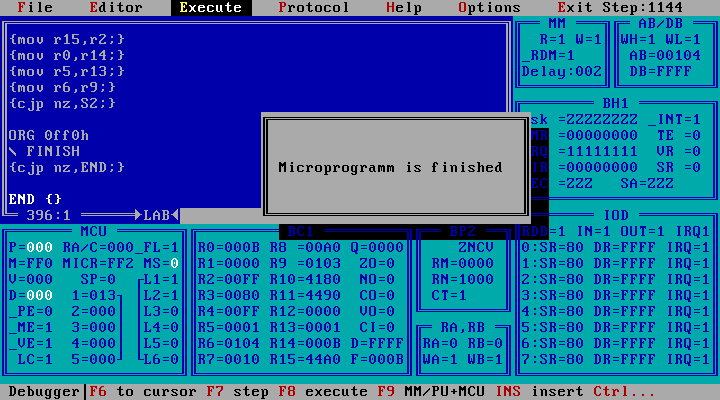 File Editor Execute Protocol Help Options Exit Step:1144
{mov r15,r2;}
{mov r0,r14;}
{mov r5,r13;}
{mov r6,r9;}
{cjp nz,S2;}
ORG 0ff0h
\ FINISH
{cjp nz,END;}
END {}
396:1 LAB
Microprogramm is finished
MM
R=1 W=1
_RDM=1
Delay:002
AB/DB
WH=1 WL=1
AB=00104
DB=FFFF
BH1
sk =ZZZZZZZZ _INT=1
MR =00000000 TE =0
RQ=11111111 VR =0
IR=00000000 SR =0
EC=ZZZ SA=ZZZ
MCU
P=000 RA/C=000_FL=1
M=FF0 MICR=FF2 MS=0
V=000 SP=0 L1=1
D=000 1=013 L2=1
_PE=0 2=000 L3=0
_ME=1 3=000 L4=0
_VE=1 4=000 L5=0
_LC=1 5=000 L6=0
RC1
R0=000B R8 =00A0 Q=0000
R1=0000 R9 =0103 ZO=0
R2=00FF R10=4180 NO=0
R3=0080 R11=4490 CO=0
R4=00FF R12=0000 VO=0
R5=0001 R13=0001 CI=0
R6=0104 R14=000B D=FFFF
R7=0010 R15=44A0 F=000B
RP2
ZNCV
RM=0000
RN=1000
CT=1
RA,RB
RA=0 RB=0
WA=1 WB=1
IOD
RDD=1 IN=1 OUT=1 IRQ1
0:SR=80 DR=FFFF IRQ=1
1:SR=80 DR=FFFF IRQ=1
2:SR=80 DR=FFFF IRQ=1
3:SR=80 DR=FFFF IRQ=1
4:SR=80 DR=FFFF IRQ=1
5:SR=80 DR=FFFF IRQ=1
6:SR=80 DR=FFFF IRQ=1
7:SR=80 DR=FFFF IRQ=1
Debugger F6 to cursor F7 step F8 execute F9 MM/PU+MCU INS insert Ctrl...